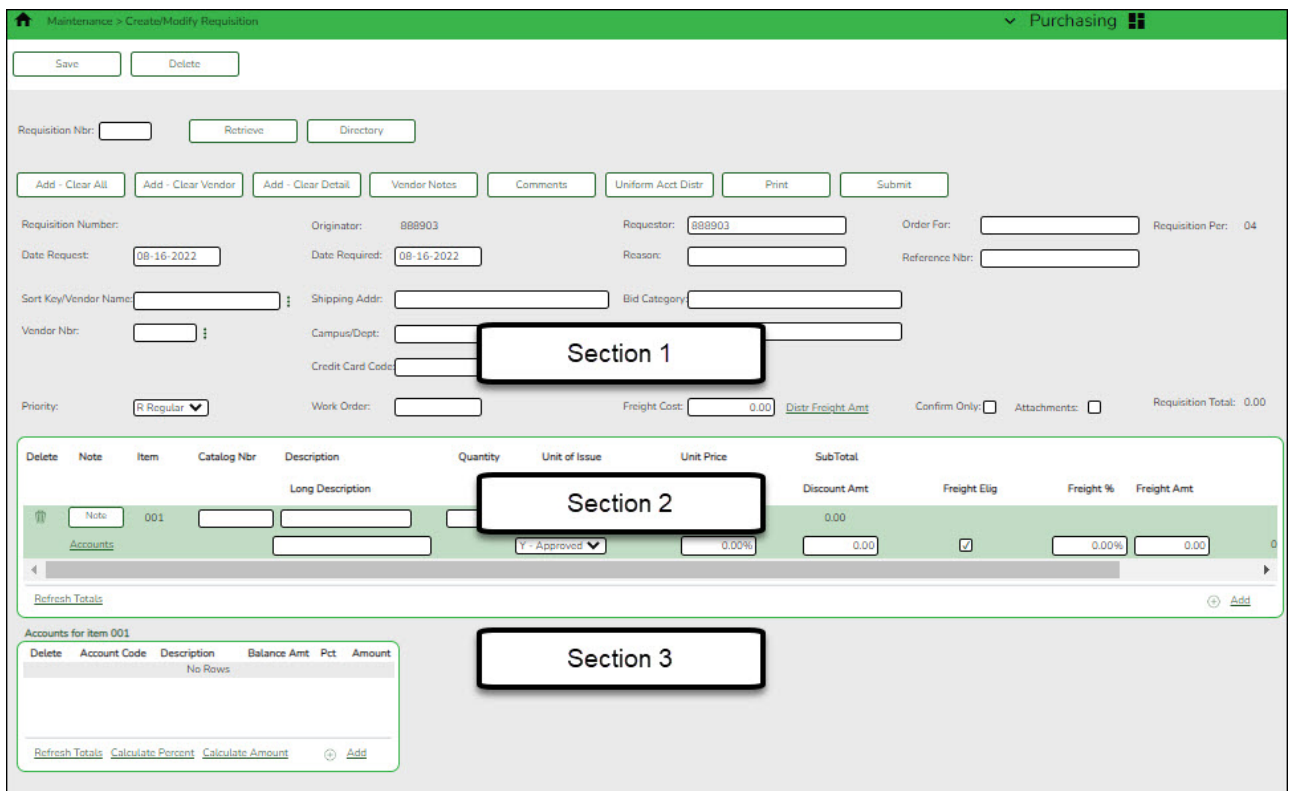 Maintenance > Create/Modify Requisition Purchasing
Save Delete
Requisition Nbr: Retrieve Directory
Add - Clear All Add - Clear Vendor Add - Clear Detail Vendor Notes Comments Uniform Acct Distr Print Submit
Requisition Number: Originator: 888903 Requestor: 888903 Order For: Requisition Per: 04
Date Request: 08-16-2022 Date Required: 08-16-2022 Reason: Reference Nbr:
Sort Key/Vendor Name: Shipping Addr: Bid Category:
Vendor Nbr: Campus/Dept:
Section 1
Credit Card Code:
Priority: R Regular Work Order: Freight Cost: 0.00 Distr Freight Amt Confirm Only: Attachments: Requisition Total: 0.00
Delete Note Item Catalog Nbr Description Quantity Unit of Issue Unit Price SubTotal
Long Description Discount Amt Freight Elig Freight % Freight Amt
Section 2
Note 001 0.00
Accounts Y - Approved 0.00% 0.00 0.00% 0.00 0
Refresh Totals Add
Accounts for item 001
Section 3
Delete Account Code Description Balance Amt Pct Amount
No Rows
Refresh Totals Calculate Percent Calculate Amount Add